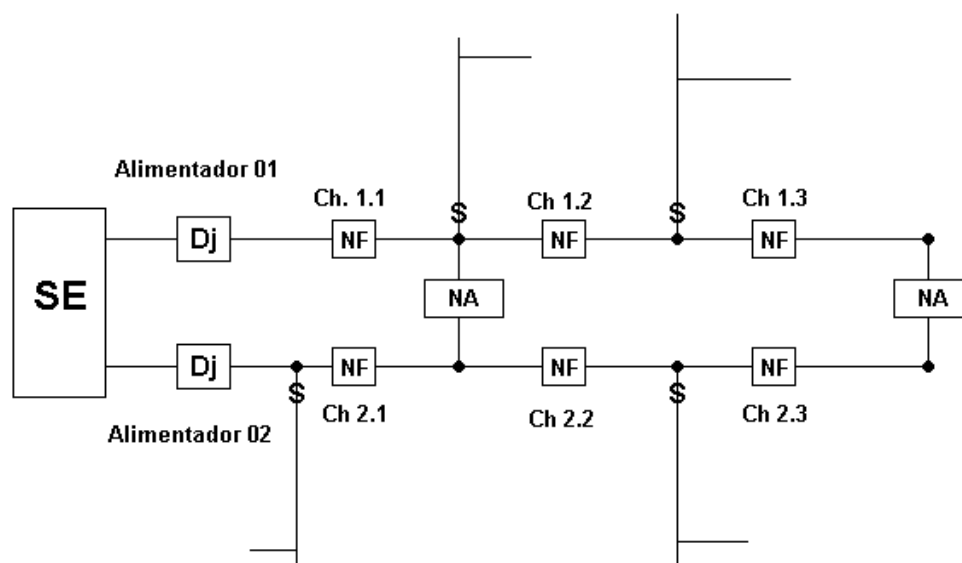 Alimentador 01
Ch. 1.1
Ch 1.2
Ch 1.3
S
S
Dj
NF
NF
NF
SE
NA
NA
Dj
NF
NF
NF
S
S
Ch 2.1
Ch 2.2
Ch 2.3
Alimentador 02